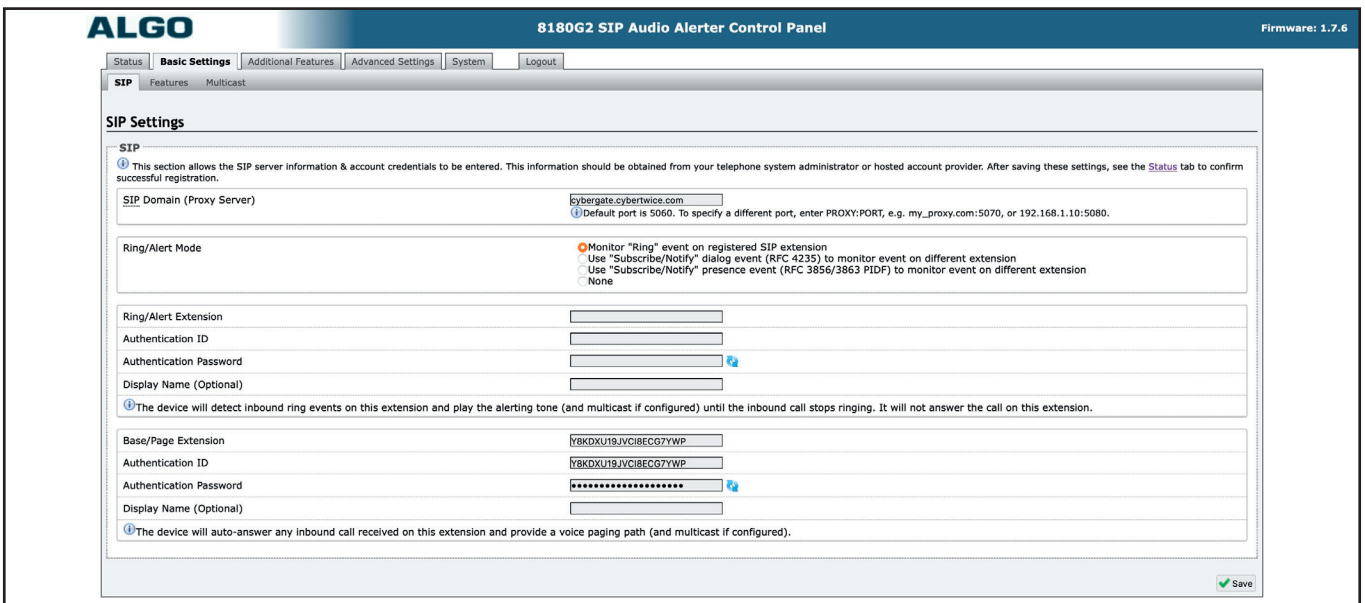 ALGO
8180G2 SIP Audio Alerter Control Panel
Firmware: 1.7.6
Status Basic Settings Additional Features Advanced Settings System Logout
SIP Features Multicast
SIP Settings
SIP
This section allows the SIP server information & account credentials to be entered. This information should be obtained from your telephone system administrator or hosted account provider. After saving these settings, see the Status tab to confirm
successful registration.
SIP Domain (Proxy Server) cybergate.cybertwice.com
Default port is 5060. To specify a different port, enter PROXY:PORT, e.g. my_proxy.com:5070, or 192.168.1.10:5080.
Ring/Alert Mode Monitor "Ring" event on registered SIP extension
Use "Subscribe/Notify" dialog event (RFC 4235) to monitor event on different extension
Use "Subscribe/Notify" presence event (RFC 3856/3863 PIDF) to monitor event on different extension
None
Ring/Alert Extension
Authentication ID
Authentication Password
Display Name (Optional)
The device will detect inbound ring events on this extension and play the alerting tone (and multicast if configured) until the inbound call stops ringing. It will not answer the call on this extension.
Base/Page Extension Y8KDXU19JVCI8ECG7YWP
Authentication ID Y8KDXU19JVCI8ECG7YWP
Authentication Password ••••••••••••••••••••
Display Name (Optional)
The device will auto-answer any inbound call received on this extension and provide a voice paging path (and multicast if configured).
Save